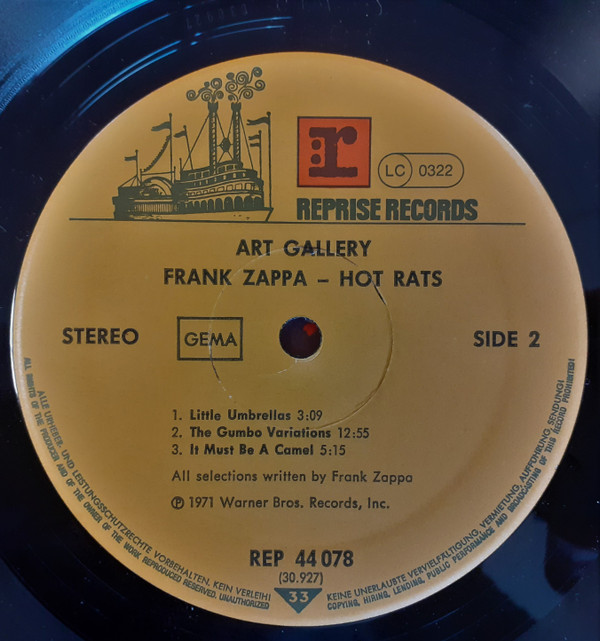 r
LC 0322
REPRISE RECORDS
ART GALLERY
FRANK ZAPPA – HOT RATS
STEREO
GEMA
SIDE 2
1. Little Umbrellas 3:09
2. The Gumbo Variations 12:55
3. It Must Be A Camel 5:15
All selections written by Frank Zappa
℗ 1971 Warner Bros. Records, Inc.
REP 44 078
(30.927)
33
ALLE URHEBER- UND LEISTUNGSSCHUTZRECHTE VORBEHALTEN. KEIN VERLEIH!
ALL RIGHTS OF THE PRODUCER AND OF THE OWNER OF THE WORK REPRODUCED RESERVED. UNAUTHORIZED
KEINE UNERLAUBTE VERVIELFÄLTIGUNG, VERMIETUNG, AUFFÜHRUNG, SENDUNG!
COPYING, HIRING, LENDING, PUBLIC PERFORMANCE AND BROADCASTING OF THIS RECORD PROHIBITED!